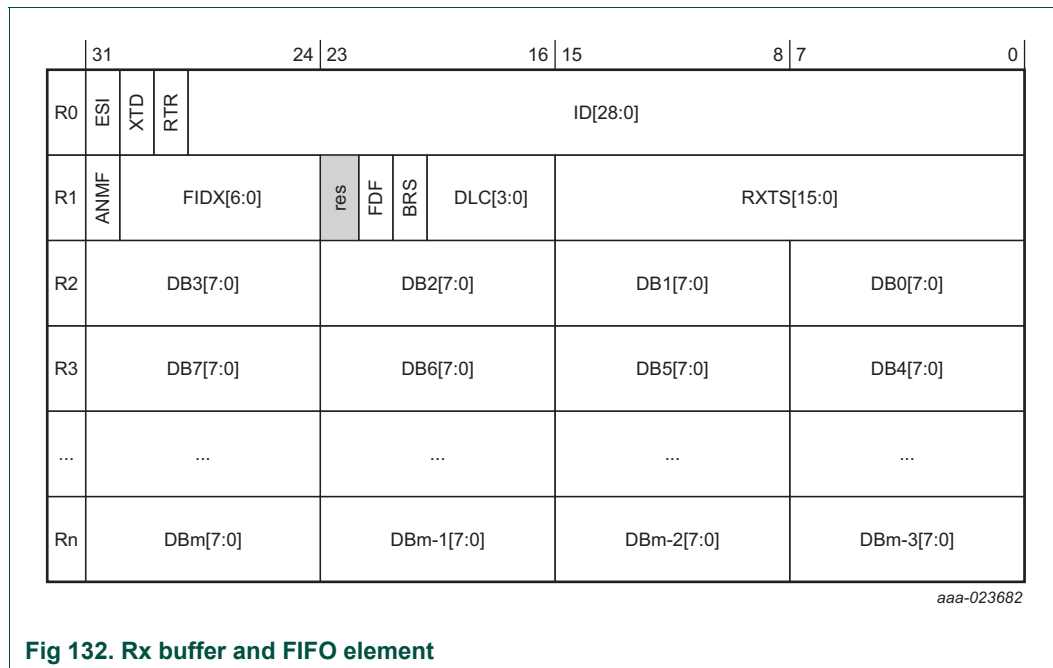 31 24 23 16 15 8 7 0
R0 ESI XTD RTR ID[28:0]
R1 ANMF FIDX[6:0] res FDF BRS DLC[3:0] RXTS[15:0]
R2 DB3[7:0] DB2[7:0] DB1[7:0] DB0[7:0]
R3 DB7[7:0] DB6[7:0] DB5[7:0] DB4[7:0]
... ... ... ... ...
Rn DBm[7:0] DBm-1[7:0] DBm-2[7:0] DBm-3[7:0]
aaa-023682
Fig 132. Rx buffer and FIFO element